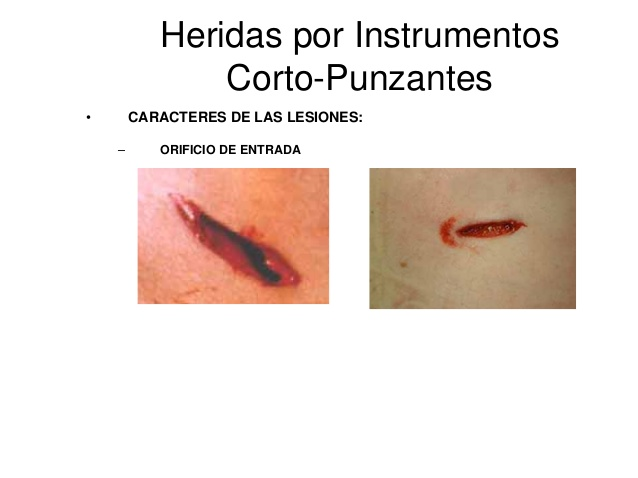 Heridas por Instrumentos
Corto-Punzantes
• CARACTERES DE LAS LESIONES:
– ORIFICIO DE ENTRADA